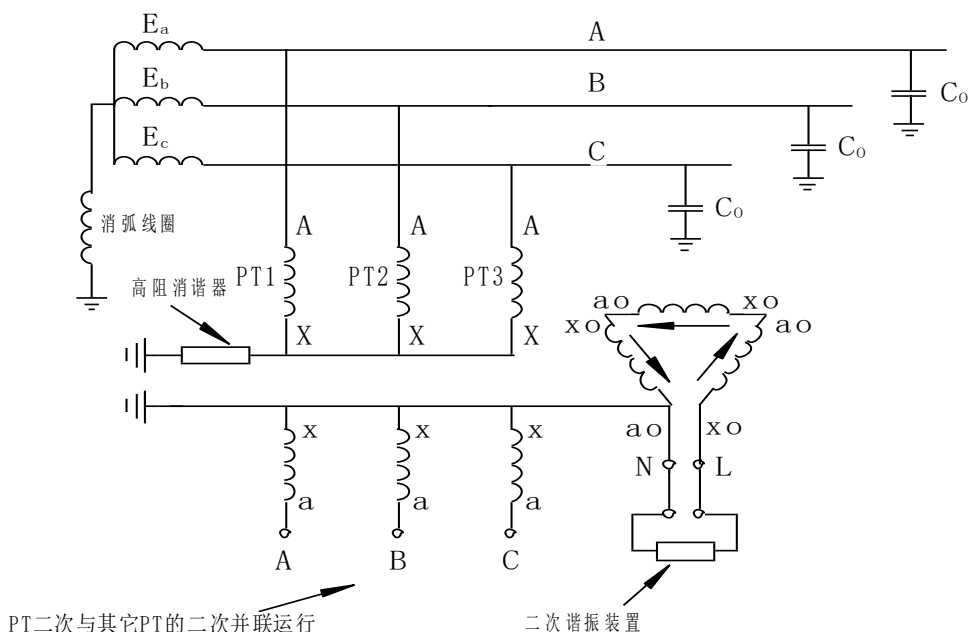 Ea
A
Eb
B
C₀
Ec
C
C₀
消弧线圈
C₀
A
A
A
PT1
PT2
PT3
高阻消谐器
X
X
X
ao
xo
xo
ao
x
x
x
ao
xo
N
L
a
a
a
A
B
C
PT二次与其它PT的二次并联运行
二次谐振装置